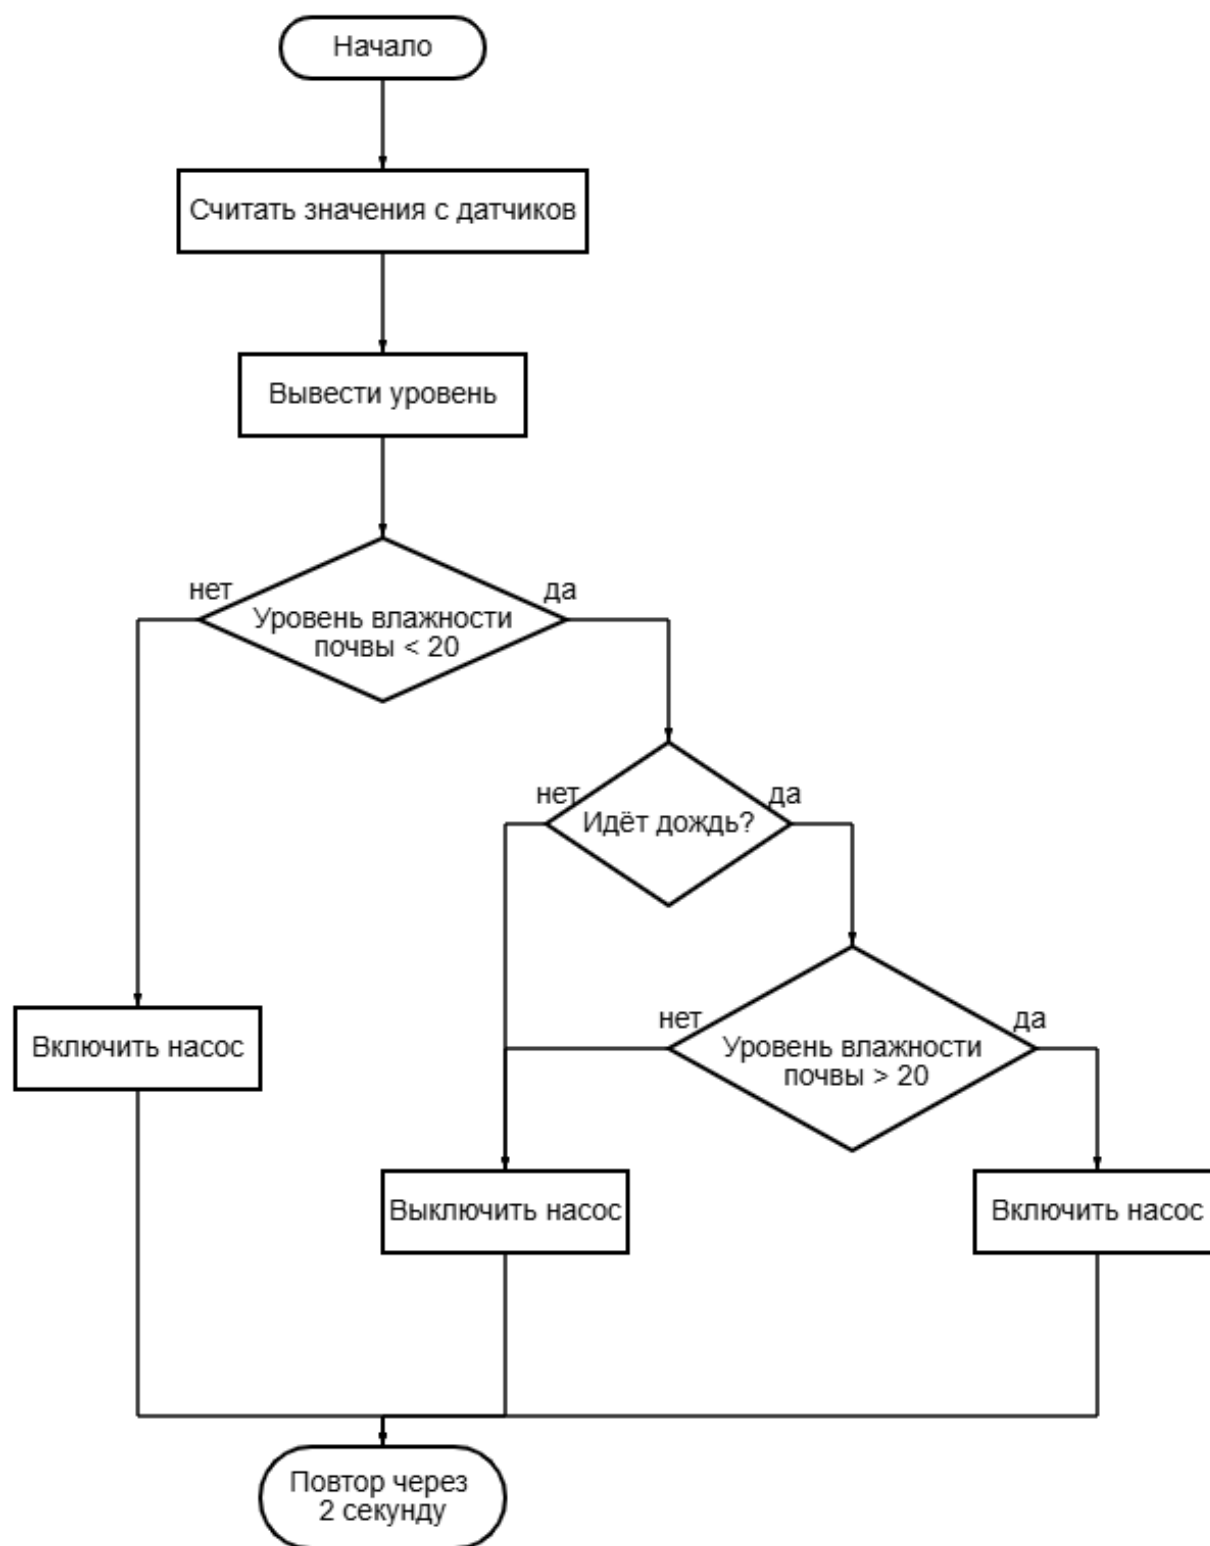 Начало
Считать значения с датчиков
Вывести уровень
нет
да
Уровень влажности
почвы < 20
нет
да
Идёт дождь?
нет
да
Включить насос
Уровень влажности
почвы > 20
Выключить насос
Включить насос
Повтор через
2 секунду